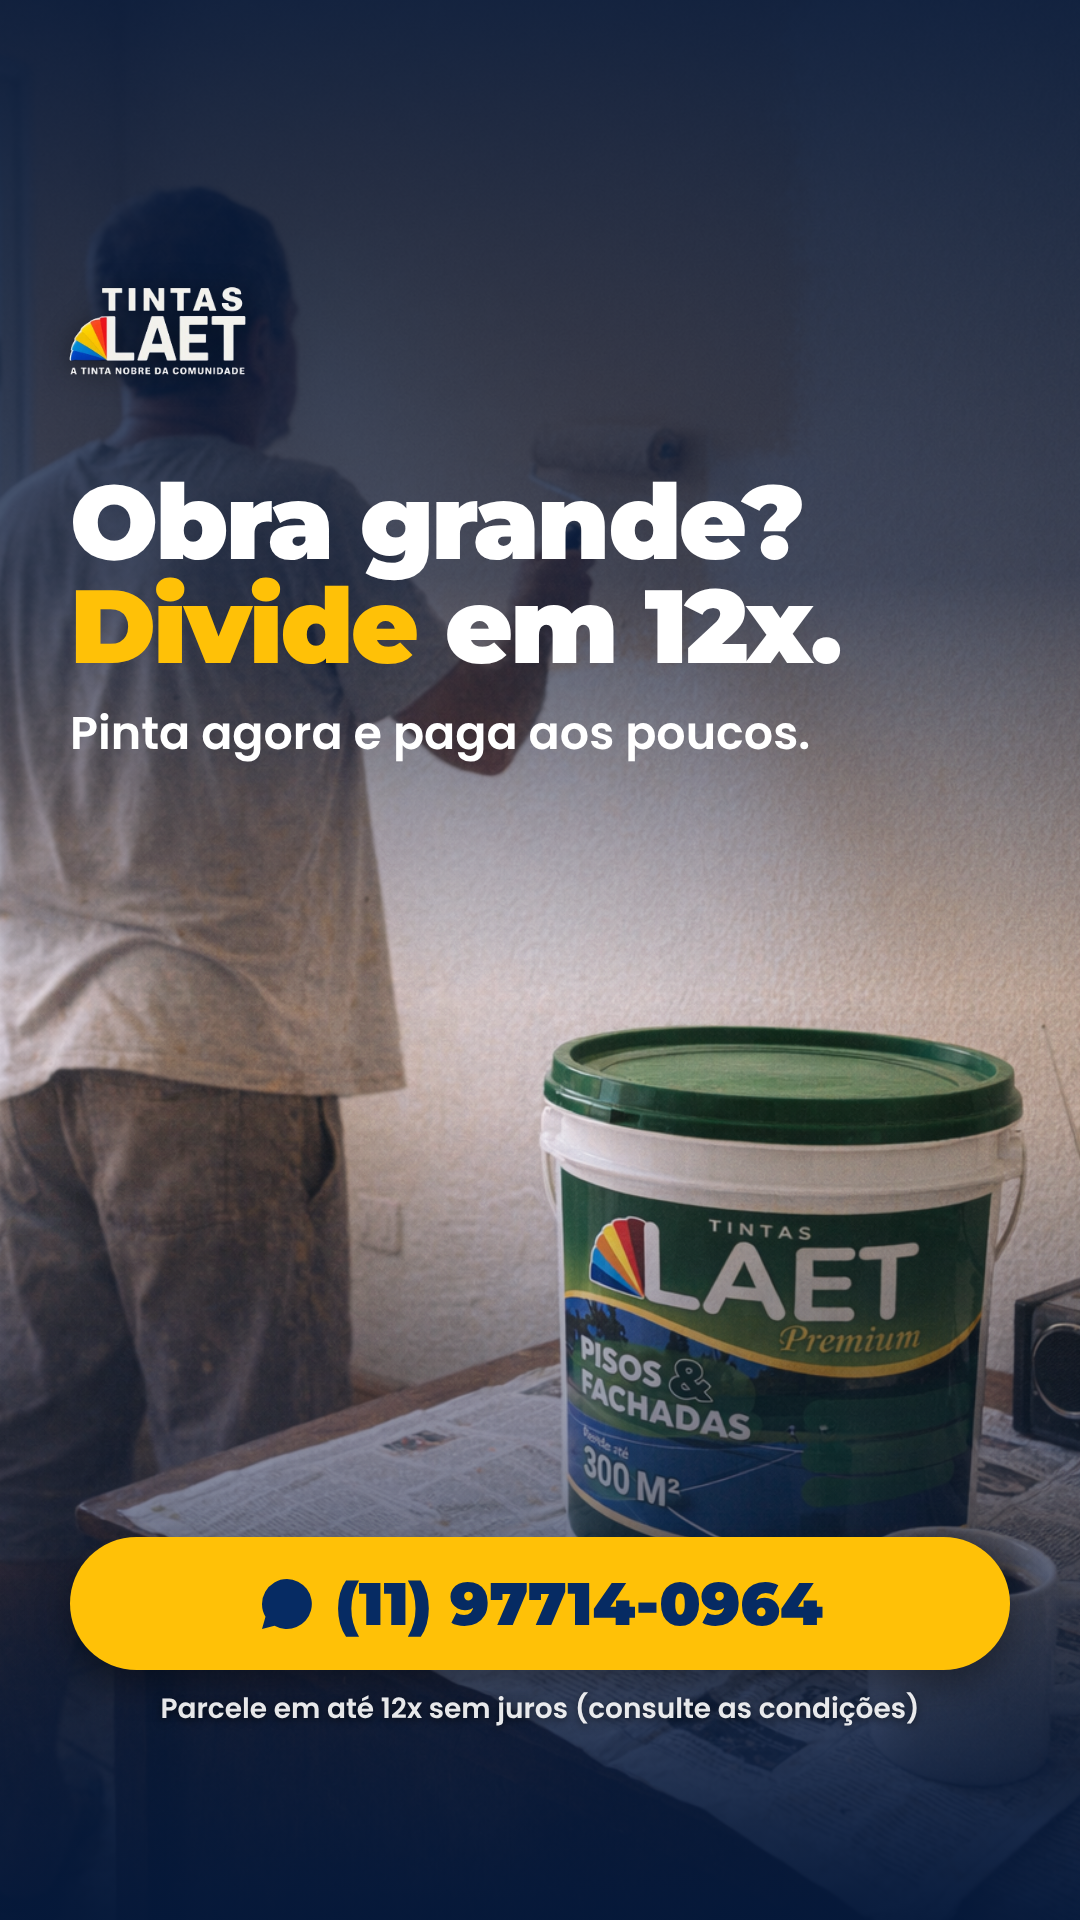 TINTAS
LAET
A TINTA NOBRE DA COMUNIDADE
Obra grande?
Divide em 12x.
Pinta agora e paga aos poucos.
TINTAS
LAET
Premium
PISOS &
FACHADAS
300 M²
(11) 97714-0964
Parcele em até 12x sem juros (consulte as condições)